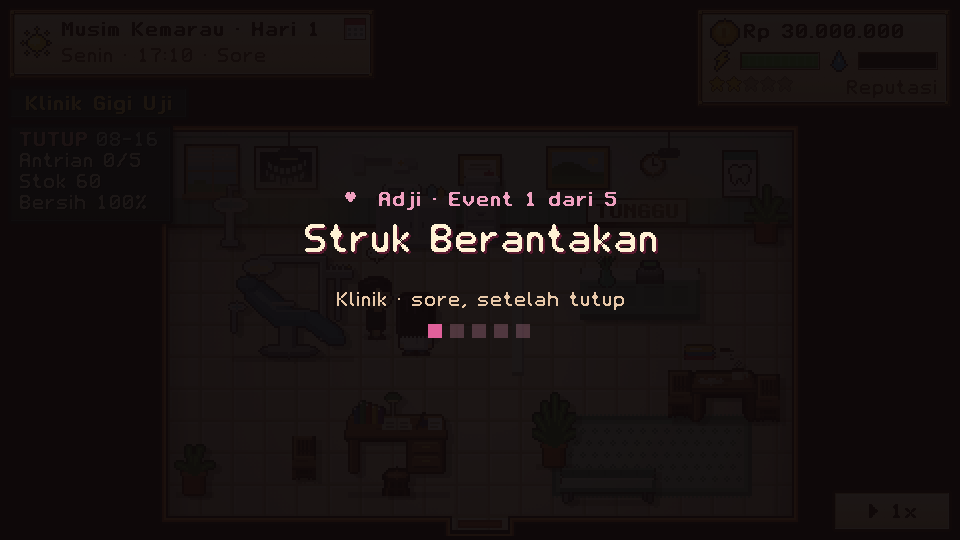 Musim Kemarau · Hari 1
Senin · 17:10 · Sore
Rp 30.000.000
Reputasi
Klinik Gigi Uji
TUTUP 08-16
Antrian 0/5
Stok 60
Bersih 100%
TUNGGU
♥ Adji · Event 1 dari 5
Struk Berantakan
Klinik · sore, setelah tutup
1x